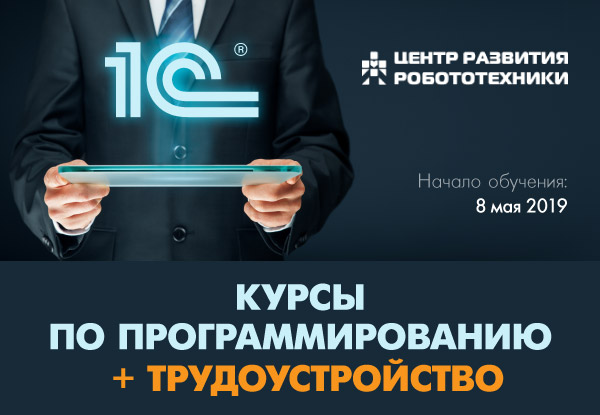 1С®
ЦЕНТР РАЗВИТИЯ
РОБОТОТЕХНИКИ
Начало обучения:
8 мая 2019
КУРСЫ
ПО ПРОГРАММИРОВАНИЮ
+ ТРУДОУСТРОЙСТВО